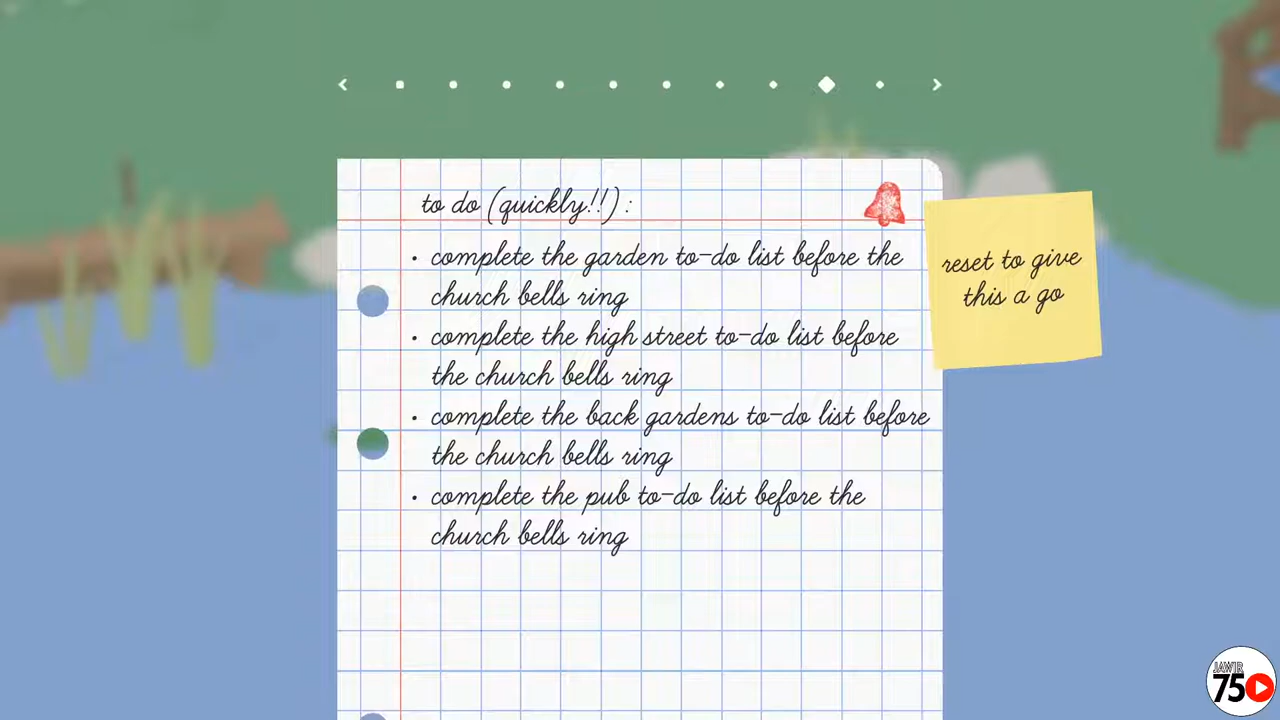 to do (quickly!!) :
• complete the garden to-do list before the
church bells ring
• complete the high street to-do list before
the church bells ring
• complete the back gardens to-do list before
the church bells ring
• complete the pub to-do list before the
church bells ring
reset to give
this a go
JAWIR
75